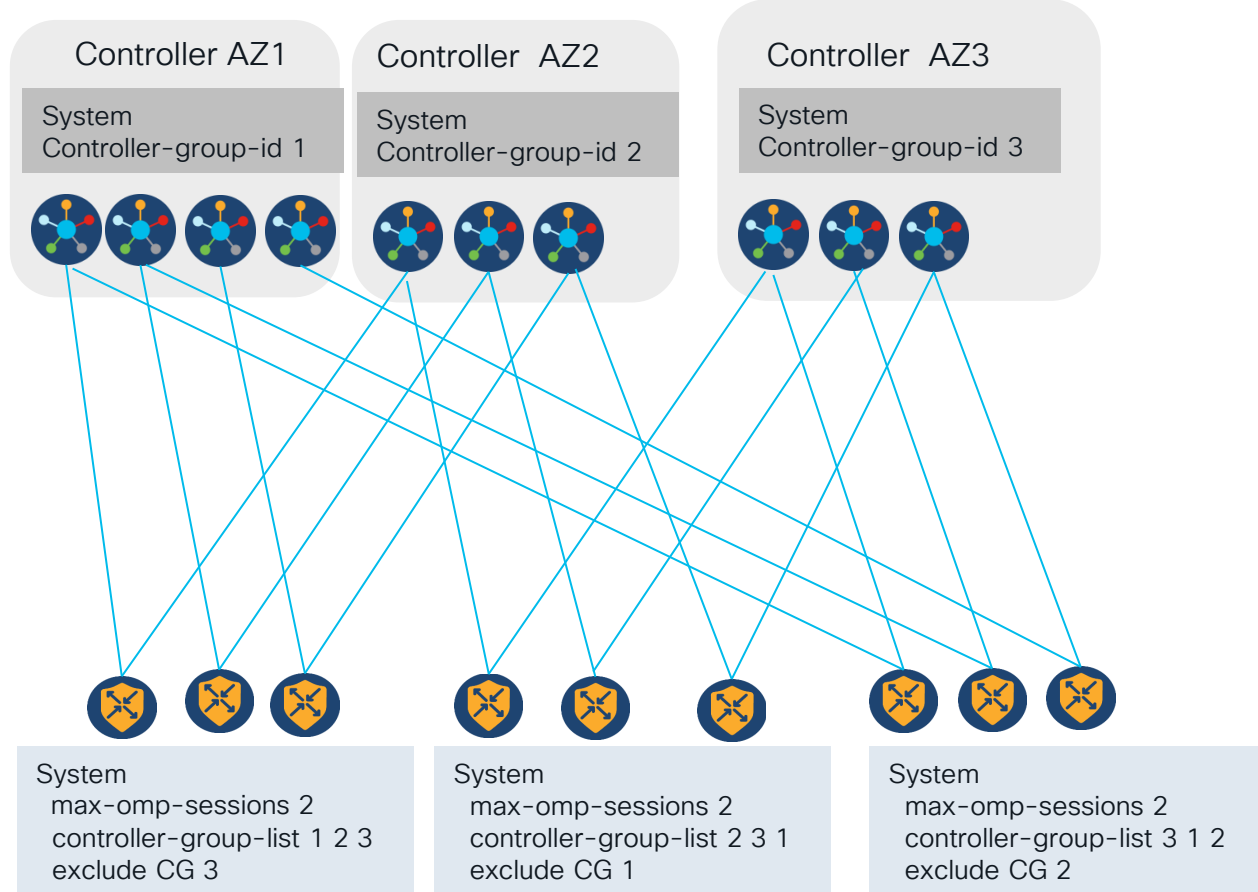 Controller AZ1
System
Controller-group-id 1
Controller AZ2
System
Controller-group-id 2
Controller AZ3
System
Controller-group-id 3
System
max-omp-sessions 2
controller-group-list 1 2 3
exclude CG 3
System
max-omp-sessions 2
controller-group-list 2 3 1
exclude CG 1
System
max-omp-sessions 2
controller-group-list 3 1 2
exclude CG 2